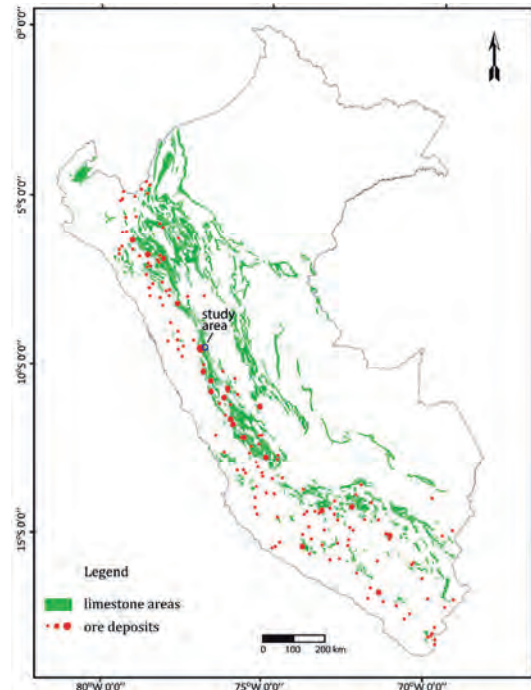 0°0'0"
5°0'0"
study
area
10°0'0"
15°0'0"
Legend
limestone areas
ore deposits
0 100 200 km
80°W 0'0"
75°W 0'0"
70°W 0'0"